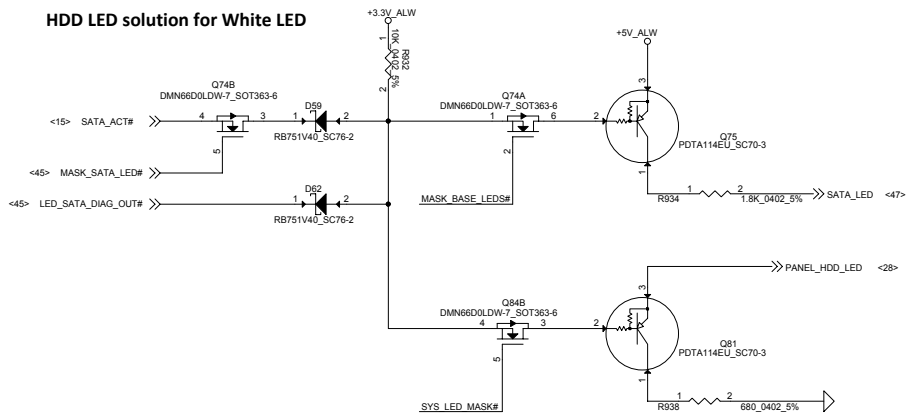 HDD LED solution for White LED
+3.3V_ALW
1
R932
10K_0402_5%
2
+5V_ALW
Q74B
DMN66D0LDW-7_SOT363-6
<15> SATA_ACT#
4
3
5
D59
1
2
RB751V40_SC76-2
Q74A
DMN66D0LDW-7_SOT363-6
1
6
2
3
2
Q75
PDTA114EU_SC70-3
1
<45> MASK_SATA_LED#
<45> LED_SATA_DIAG_OUT#
D62
1
2
RB751V40_SC76-2
MASK_BASE_LEDS#
R934
1
2
1.8K_0402_5%
SATA_LED <47>
PANEL_HDD_LED <28>
Q84B
DMN66D0LDW-7_SOT363-6
4
3
5
3
2
Q81
PDTA114EU_SC70-3
1
SYS_LED_MASK#
R938
1
2
680_0402_5%